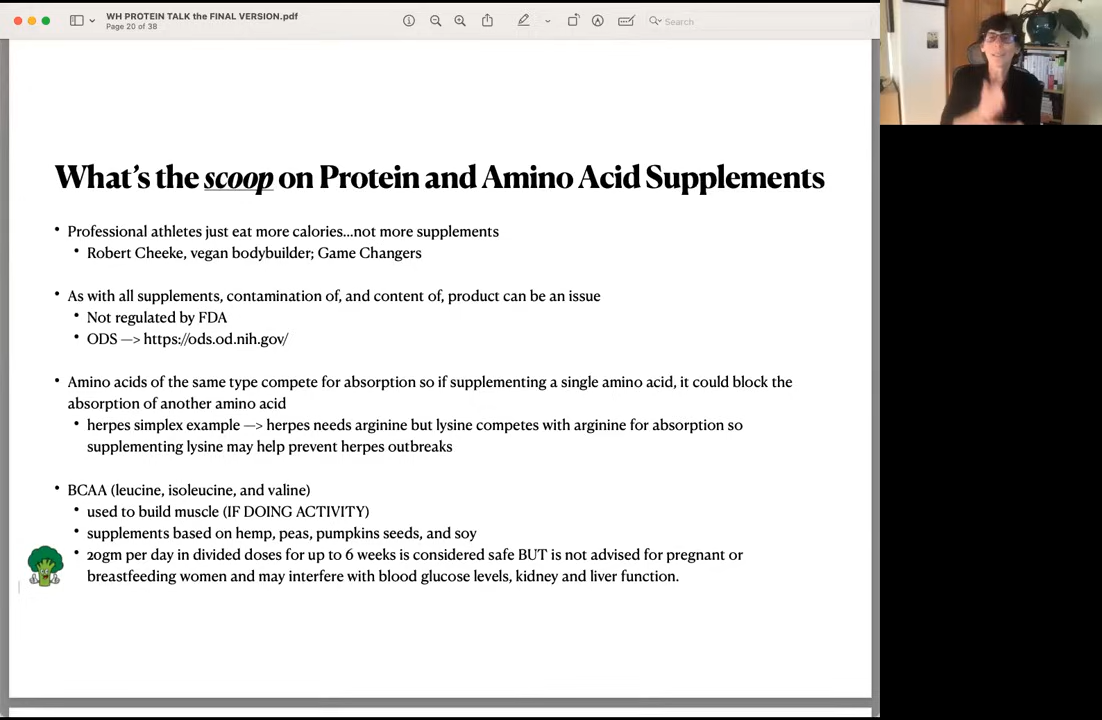 WH PROTEIN TALK the FINAL VERSION.pdf
Page 20 of 38
Search
What's the scoop on Protein and Amino Acid Supplements
• Professional athletes just eat more calories...not more supplements
• Robert Cheeke, vegan bodybuilder; Game Changers
• As with all supplements, contamination of, and content of, product can be an issue
• Not regulated by FDA
• ODS —> https://ods.od.nih.gov/
• Amino acids of the same type compete for absorption so if supplementing a single amino acid, it could block the
absorption of another amino acid
• herpes simplex example —> herpes needs arginine but lysine competes with arginine for absorption so
supplementing lysine may help prevent herpes outbreaks
• BCAA (leucine, isoleucine, and valine)
• used to build muscle (IF DOING ACTIVITY)
• supplements based on hemp, peas, pumpkins seeds, and soy
• 20gm per day in divided doses for up to 6 weeks is considered safe BUT is not advised for pregnant or
breastfeeding women and may interfere with blood glucose levels, kidney and liver function.